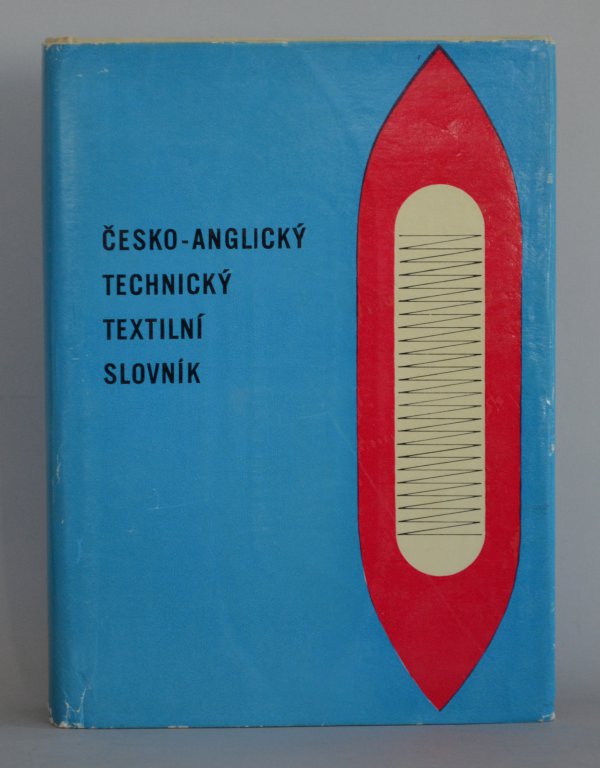 ČESKO-ANGLICKÝ
TECHNICKÝ
TEXTILNÍ
SLOVNÍK